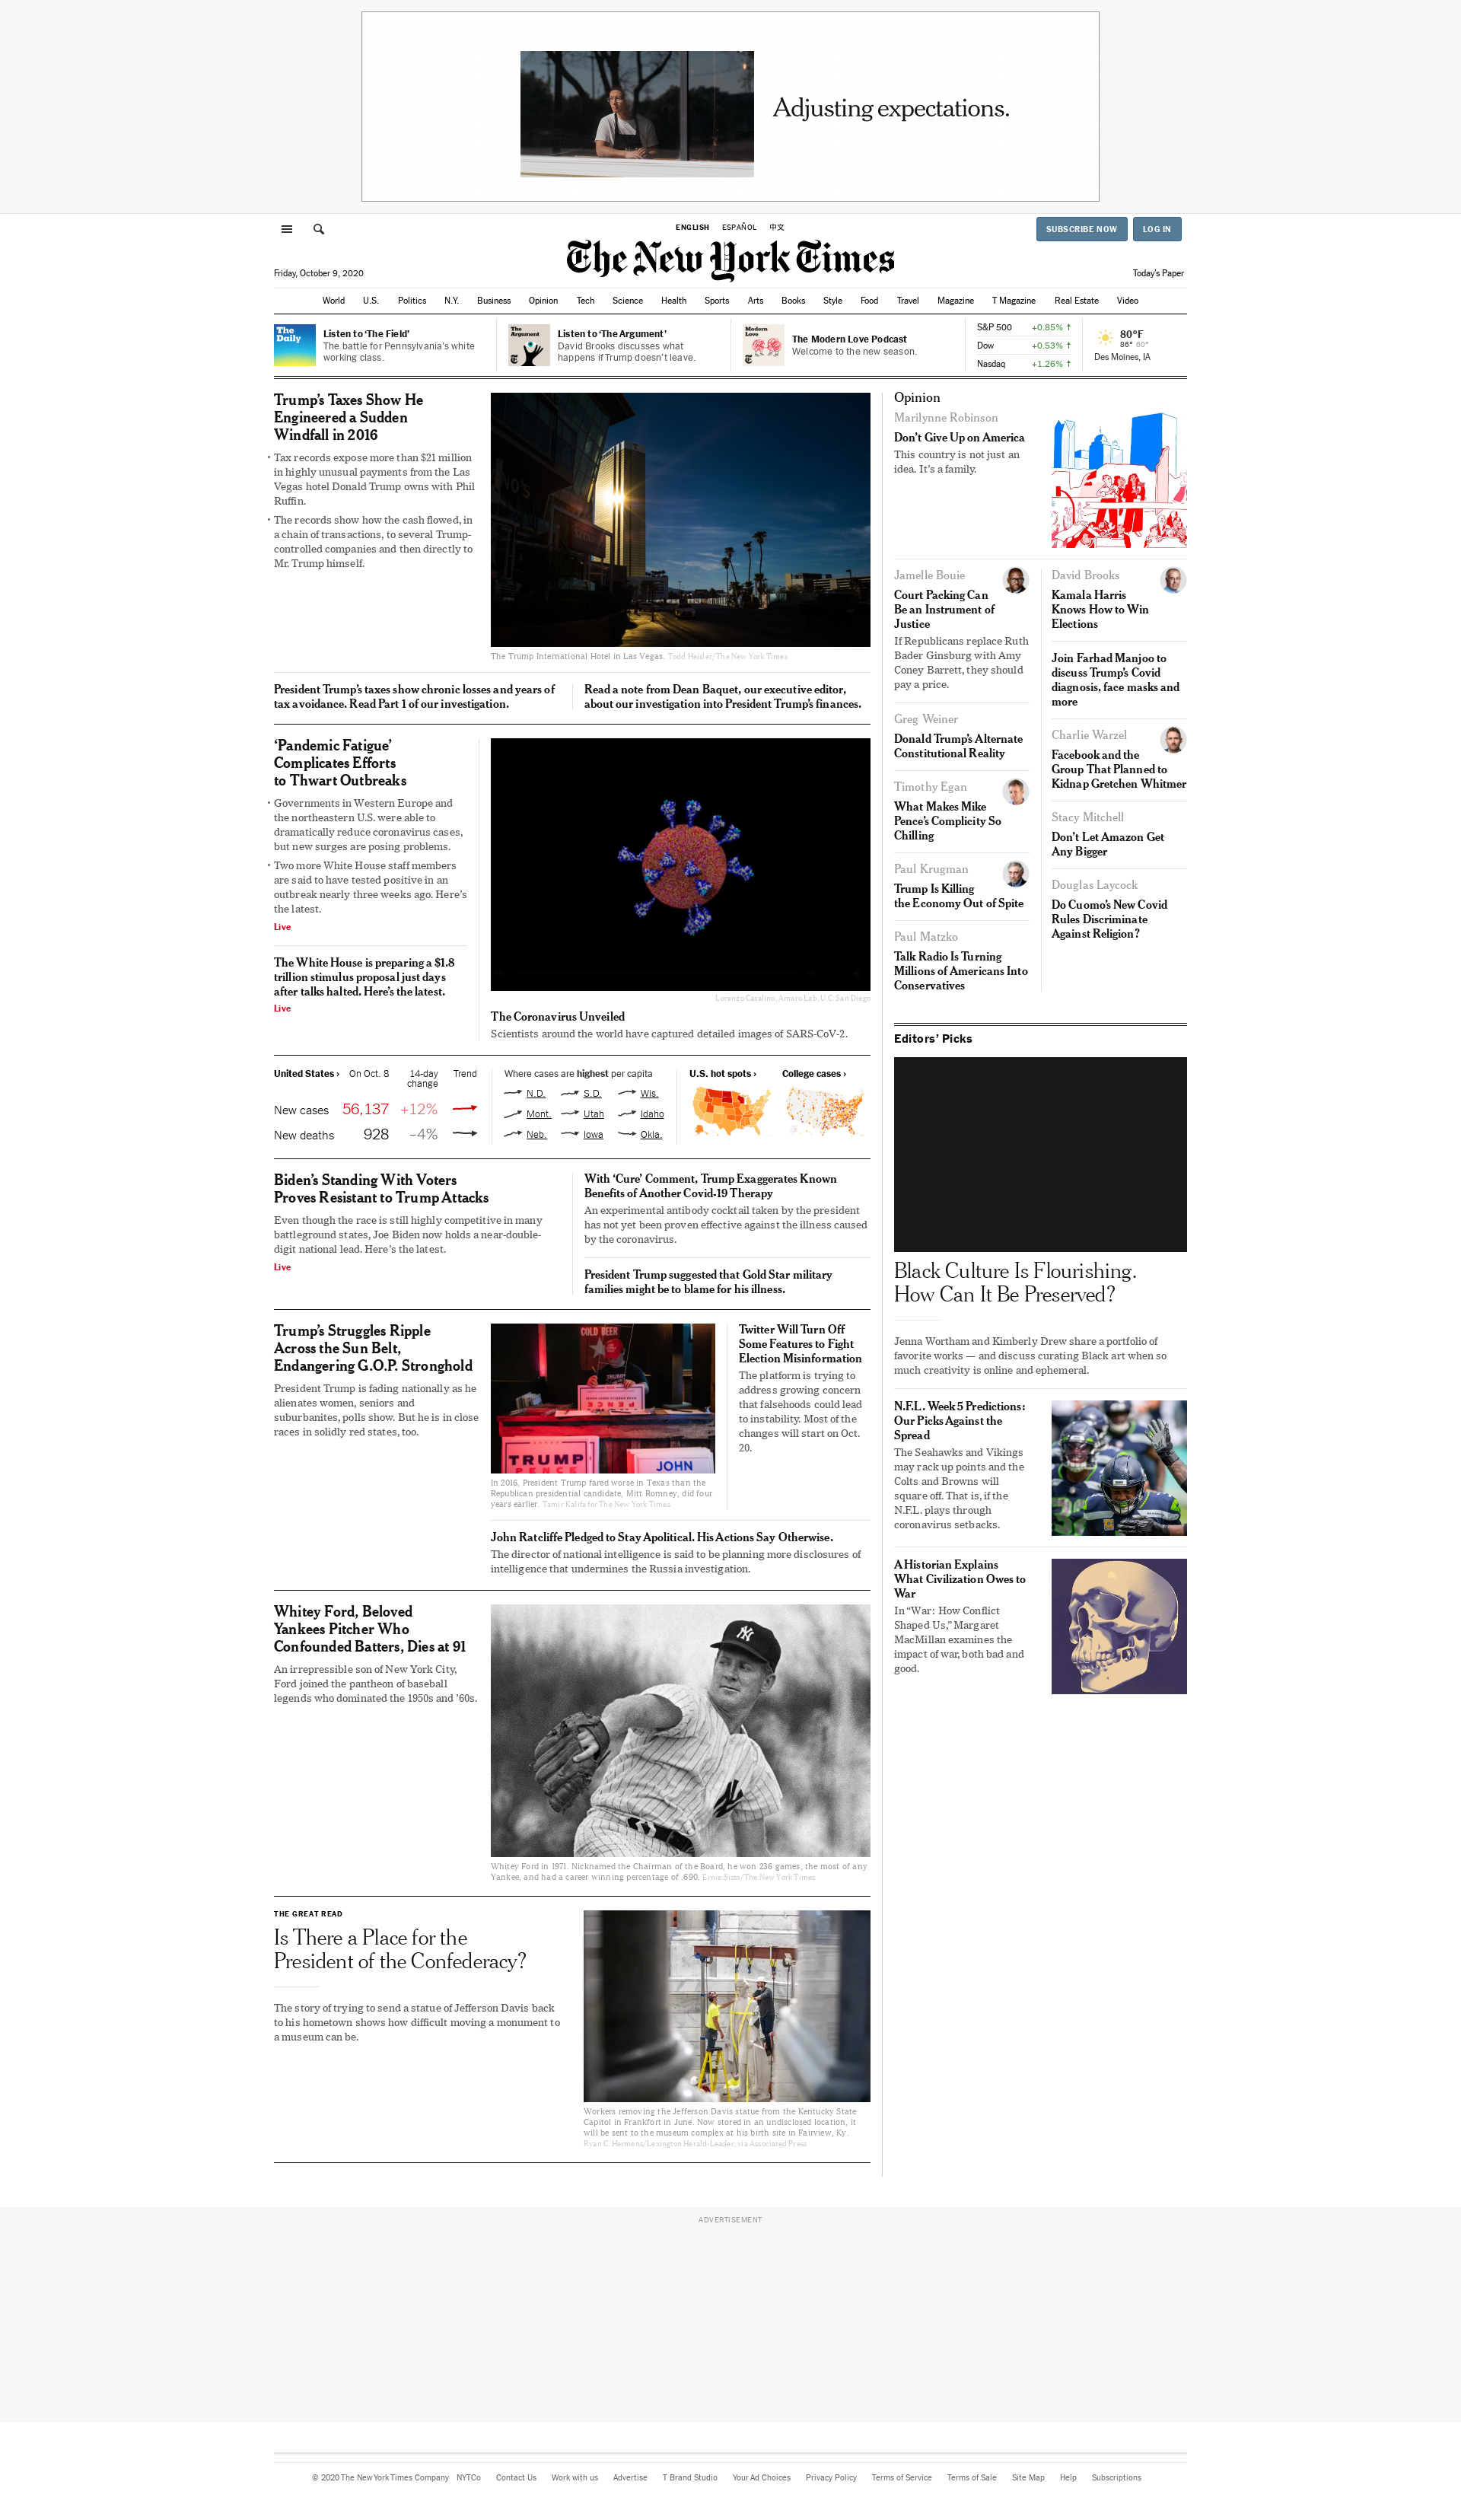 Adjusting expectations.
ENGLISH ESPAÑOL 中文
SUBSCRIBE NOW LOG IN
The New York Times
Friday, October 9, 2020
Today's Paper
World U.S. Politics N.Y. Business Opinion Tech Science Health Sports Arts Books Style Food Travel Magazine T Magazine Real Estate Video
The Daily
Listen to ‘The Field’
The battle for Pennsylvania’s white
working class.
The Argument
Listen to ‘The Argument’
David Brooks discusses what
happens if Trump doesn’t leave.
Modern Love
The Modern Love Podcast
Welcome to the new season.
S&P 500 +0.85% ↑
Dow +0.53% ↑
Nasdaq +1.26% ↑
80°F
86° 60°
Des Moines, IA
Trump’s Taxes Show He
Engineered a Sudden
Windfall in 2016
• Tax records expose more than $21 million
in highly unusual payments from the Las
Vegas hotel Donald Trump owns with Phil
Ruffin.
• The records show how the cash flowed, in
a chain of transactions, to several Trump-
controlled companies and then directly to
Mr. Trump himself.
The Trump International Hotel in Las Vegas. Todd Heisler/The New York Times
President Trump’s taxes show chronic losses and years of
tax avoidance. Read Part 1 of our investigation.
Read a note from Dean Baquet, our executive editor,
about our investigation into President Trump’s finances.
‘Pandemic Fatigue’
Complicates Efforts
to Thwart Outbreaks
• Governments in Western Europe and
the northeastern U.S. were able to
dramatically reduce coronavirus cases,
but new surges are posing problems.
• Two more White House staff members
are said to have tested positive in an
outbreak nearly three weeks ago. Here’s
the latest.
Live
The White House is preparing a $1.8
trillion stimulus proposal just days
after talks halted. Here’s the latest.
Live
Lorenzo Casalino, Amaro Lab, U.C. San Diego
The Coronavirus Unveiled
Scientists around the world have captured detailed images of SARS-CoV-2.
United States › On Oct. 8 14-day
change Trend
New cases 56,137 +12%
New deaths 928 –4%
Where cases are highest per capita
N.D. S.D. Wis.
Mont. Utah Idaho
Neb. Iowa Okla.
U.S. hot spots ›
College cases ›
Biden’s Standing With Voters
Proves Resistant to Trump Attacks
Even though the race is still highly competitive in many
battleground states, Joe Biden now holds a near-double-
digit national lead. Here’s the latest.
Live
With ‘Cure’ Comment, Trump Exaggerates Known
Benefits of Another Covid-19 Therapy
An experimental antibody cocktail taken by the president
has not yet been proven effective against the illness caused
by the coronavirus.
President Trump suggested that Gold Star military
families might be to blame for his illness.
Trump’s Struggles Ripple
Across the Sun Belt,
Endangering G.O.P. Stronghold
President Trump is fading nationally as he
alienates women, seniors and
suburbanites, polls show. But he is in close
races in solidly red states, too.
COLD BEER
TRUMP
PENCE
JOHN
In 2016, President Trump fared worse in Texas than the
Republican presidential candidate, Mitt Romney, did four
years earlier. Tamir Kalifa for The New York Times
Twitter Will Turn Off
Some Features to Fight
Election Misinformation
The platform is trying to
address growing concern
that falsehoods could lead
to instability. Most of the
changes will start on Oct.
20.
John Ratcliffe Pledged to Stay Apolitical. His Actions Say Otherwise.
The director of national intelligence is said to be planning more disclosures of
intelligence that undermines the Russia investigation.
Whitey Ford, Beloved
Yankees Pitcher Who
Confounded Batters, Dies at 91
An irrepressible son of New York City,
Ford joined the pantheon of baseball
legends who dominated the 1950s and ’60s.
Whitey Ford in 1971. Nicknamed the Chairman of the Board, he won 236 games, the most of any
Yankee, and had a career winning percentage of .690. Ernie Sisto/The New York Times
THE GREAT READ
Is There a Place for the
President of the Confederacy?
The story of trying to send a statue of Jefferson Davis back
to his hometown shows how difficult moving a monument to
a museum can be.
Workers removing the Jefferson Davis statue from the Kentucky State
Capitol in Frankfort in June. Now stored in an undisclosed location, it
will be sent to the museum complex at his birth site in Fairview, Ky.
Ryan C. Hermens/Lexington Herald-Leader, via Associated Press
Opinion
Marilynne Robinson
Don’t Give Up on America
This country is not just an
idea. It’s a family.
Jamelle Bouie
Court Packing Can
Be an Instrument of
Justice
If Republicans replace Ruth
Bader Ginsburg with Amy
Coney Barrett, they should
pay a price.
Greg Weiner
Donald Trump’s Alternate
Constitutional Reality
Timothy Egan
What Makes Mike
Pence’s Complicity So
Chilling
Paul Krugman
Trump Is Killing
the Economy Out of Spite
Paul Matzko
Talk Radio Is Turning
Millions of Americans Into
Conservatives
David Brooks
Kamala Harris
Knows How to Win
Elections
Join Farhad Manjoo to
discuss Trump’s Covid
diagnosis, face masks and
more
Charlie Warzel
Facebook and the
Group That Planned to
Kidnap Gretchen Whitmer
Stacy Mitchell
Don’t Let Amazon Get
Any Bigger
Douglas Laycock
Do Cuomo’s New Covid
Rules Discriminate
Against Religion?
Editors’ Picks
Black Culture Is Flourishing.
How Can It Be Preserved?
Jenna Wortham and Kimberly Drew share a portfolio of
favorite works — and discuss curating Black art when so
much creativity is online and ephemeral.
N.F.L. Week 5 Predictions:
Our Picks Against the
Spread
The Seahawks and Vikings
may rack up points and the
Colts and Browns will
square off. That is, if the
N.F.L. plays through
coronavirus setbacks.
A Historian Explains
What Civilization Owes to
War
In “War: How Conflict
Shaped Us,” Margaret
MacMillan examines the
impact of war, both bad and
good.
ADVERTISEMENT
© 2020 The New York Times Company NYTCo Contact Us Work with us Advertise T Brand Studio Your Ad Choices Privacy Policy Terms of Service Terms of Sale Site Map Help Subscriptions